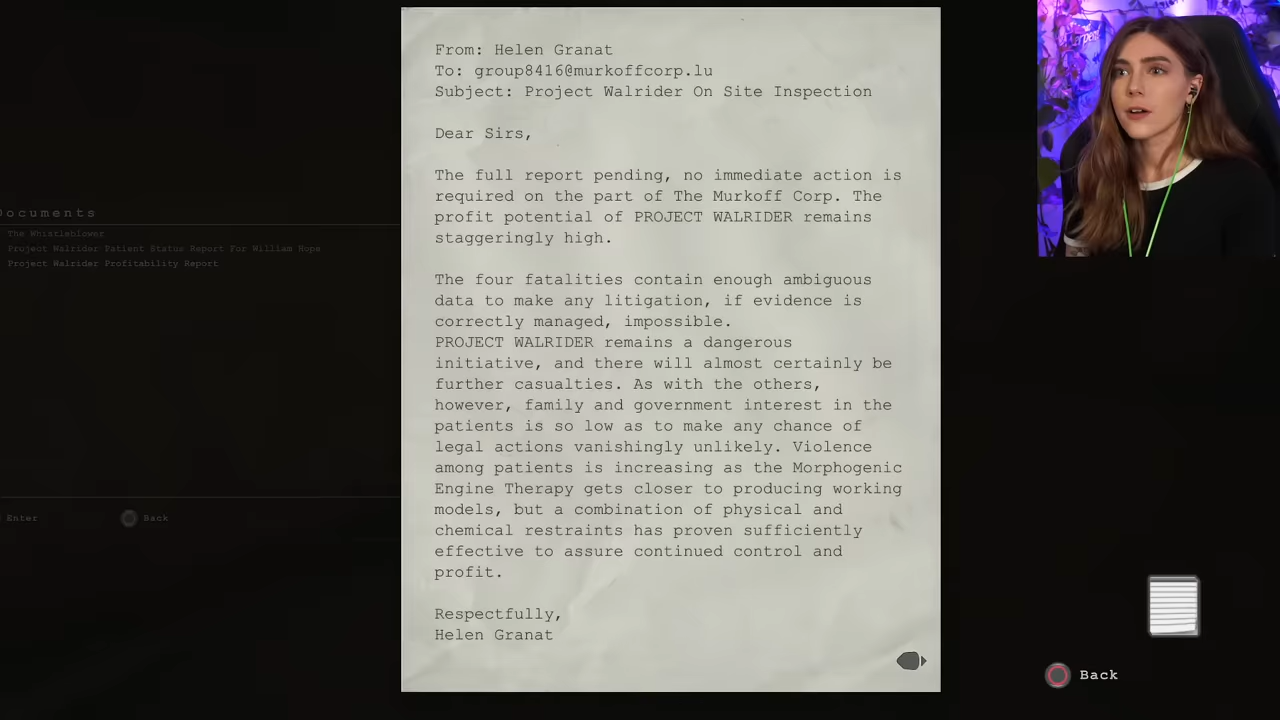 From: Helen Granat
To: group8416@murkoffcorp.lu
Subject: Project Walrider On Site Inspection
Dear Sirs,
The full report pending, no immediate action is
required on the part of The Murkoff Corp. The
profit potential of PROJECT WALRIDER remains
staggeringly high.
The four fatalities contain enough ambiguous
data to make any litigation, if evidence is
correctly managed, impossible.
PROJECT WALRIDER remains a dangerous
initiative, and there will almost certainly be
further casualties. As with the others,
however, family and government interest in the
patients is so low as to make any chance of
legal actions vanishingly unlikely. Violence
among patients is increasing as the Morphogenic
Engine Therapy gets closer to producing working
models, but a combination of physical and
chemical restraints has proven sufficiently
effective to assure continued control and
profit.
Respectfully,
Helen Granat
Documents
The Whistleblower
Project Walrider Patient Status Report For William Hope
Project Walrider Profitability Report
Enter
Back
Back